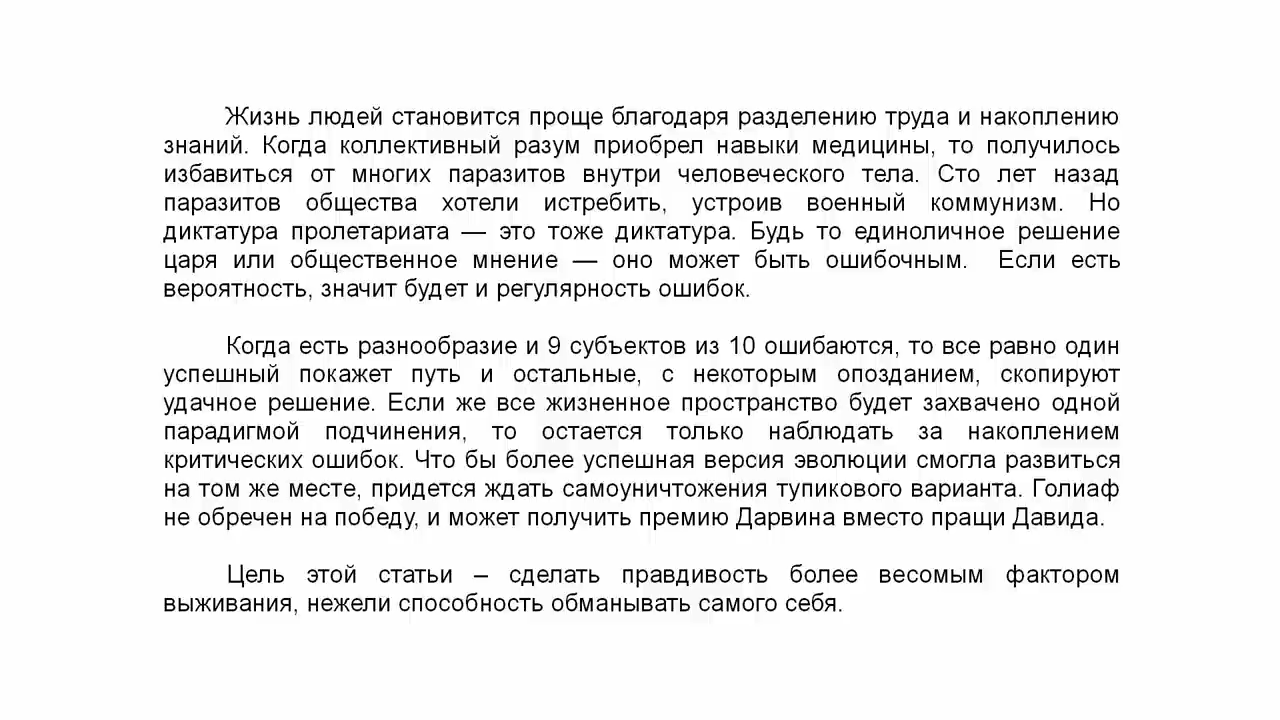 Жизнь людей становится проще благодаря разделению труда и накоплению
знаний. Когда коллективный разум приобрел навыки медицины, то получилось
избавиться от многих паразитов внутри человеческого тела. Сто лет назад
паразитов общества хотели истребить, устроив военный коммунизм. Но
диктатура пролетариата — это тоже диктатура. Будь то единоличное решение
царя или общественное мнение — оно может быть ошибочным. Если есть
вероятность, значит будет и регулярность ошибок.
Когда есть разнообразие и 9 субъектов из 10 ошибаются, то все равно один
успешный покажет путь и остальные, с некоторым опозданием, скопируют
удачное решение. Если же все жизненное пространство будет захвачено одной
парадигмой подчинения, то остается только наблюдать за накоплением
критических ошибок. Что бы более успешная версия эволюции смогла развиться
на том же месте, придется ждать самоуничтожения тупикового варианта. Голиаф
не обречен на победу, и может получить премию Дарвина вместо пращи Давида.
Цель этой статьи – сделать правдивость более весомым фактором
выживания, нежели способность обманывать самого себя.